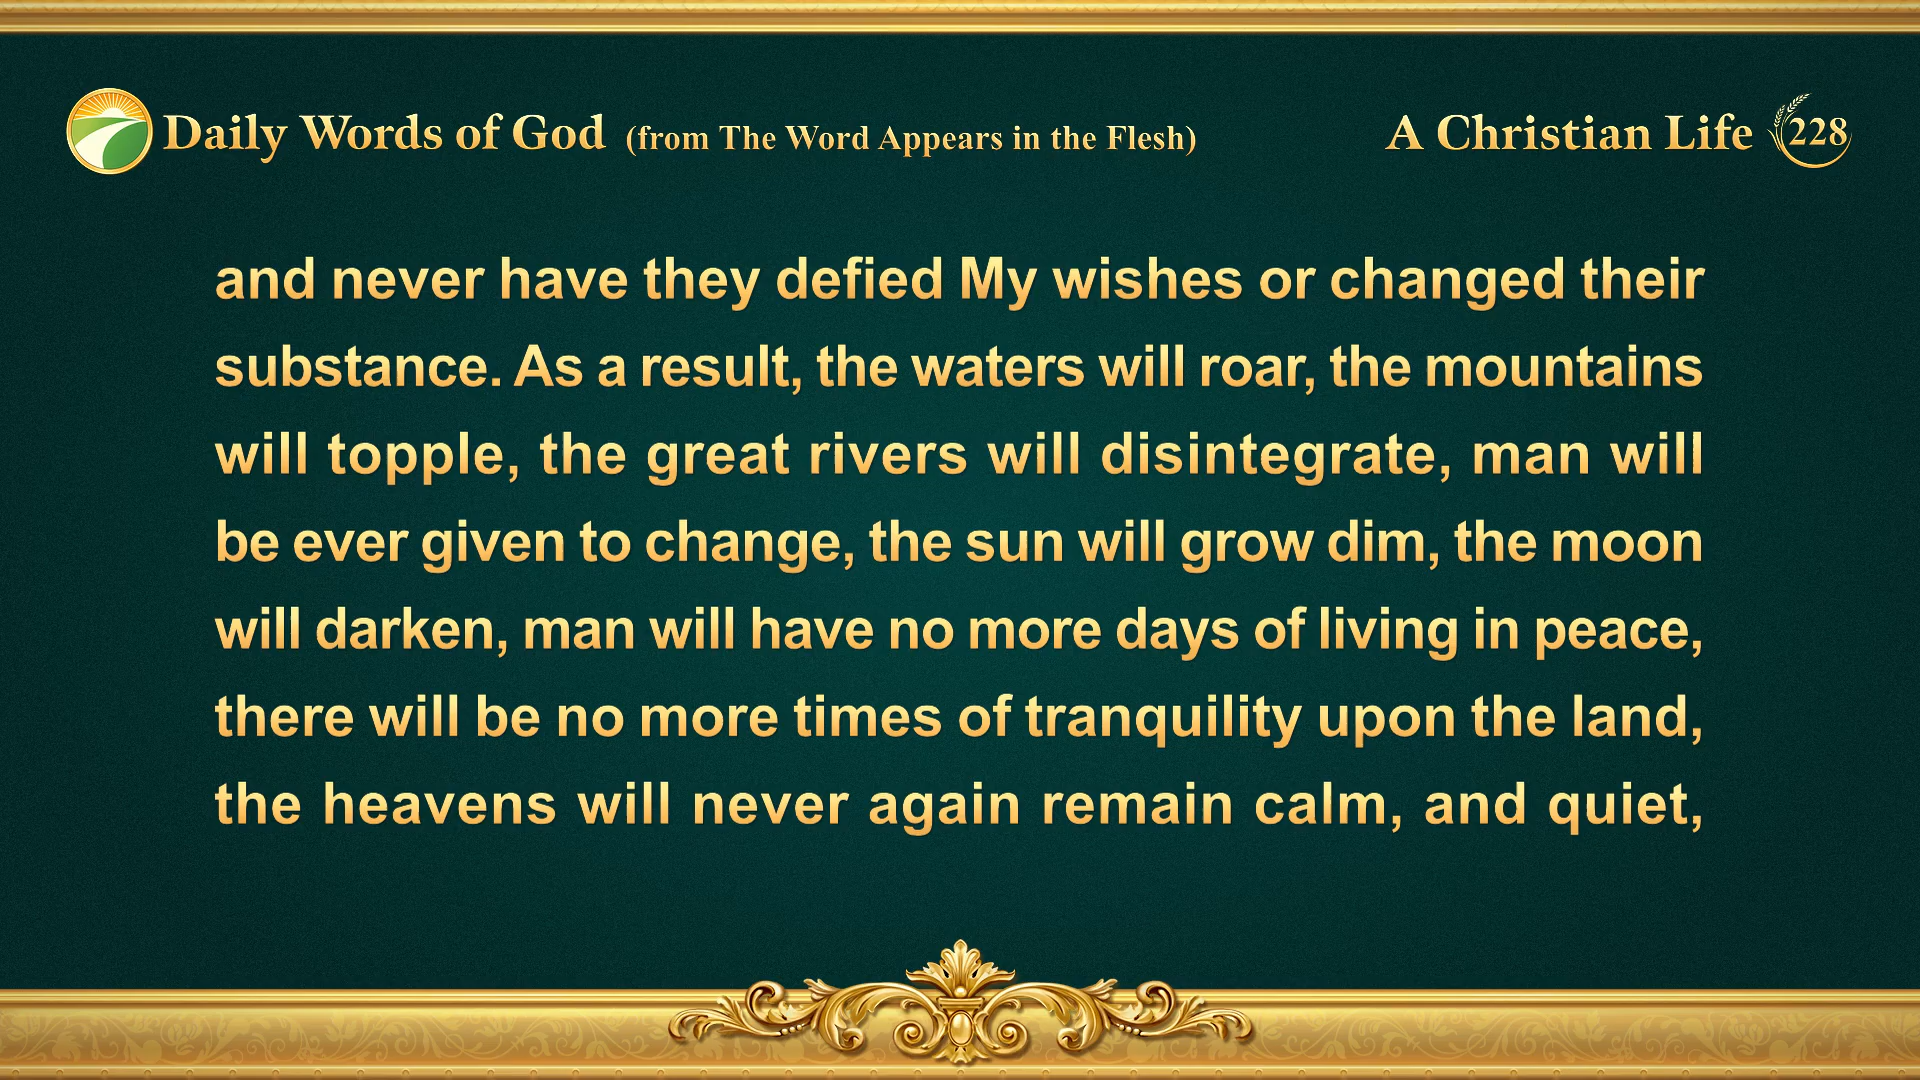 Daily Words of God (from The Word Appears in the Flesh)
A Christian Life 228
and never have they defied My wishes or changed their
substance. As a result, the waters will roar, the mountains
will topple, the great rivers will disintegrate, man will
be ever given to change, the sun will grow dim, the moon
will darken, man will have no more days of living in peace,
there will be no more times of tranquility upon the land,
the heavens will never again remain calm, and quiet,